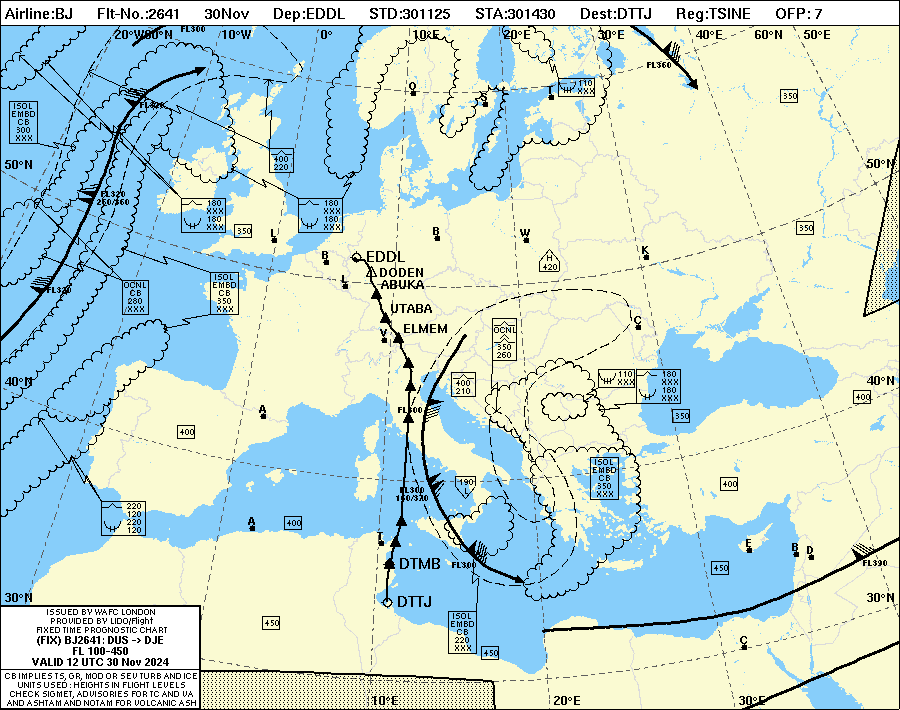 Airline:BJ Flt-No:2641 30Nov Dep:EDDL STD:301125 STA:301430 Dest:DTTJ Reg:TSINE OFP: 7
20°W 60°N FL300 10°W 0° 10°E 20°E 30°E 40°E 60°N 50°E
FL360
FL320
110
XXX
350
O
S
T
ISOL
EMBD
CB
300
XXX
50°N
50°N
400
220
FL320
260/360
180
XXX
180
XXX
180
XXX
180
XXX
350
350
L
B
W
B
EDDL
H
420
K
DODEN
ABUKA
L
FL320
OCNL
CB
280
XXX
ISOL
EMBD
CB
350
XXX
UTABA
ELMEM
V
OCNL
350
260
C
40°N
40°N
400
210
110
XXX
180
XXX
180
XXX
400
A
FL300
350
400
ISOL
EMBD
CB
350
XXX
190
L
FL300
160/370
400
220
120
220
120
A
400
T
E
B
D
FL300
DTMB
FL390
450
30°N
30°N
DTTJ
450
ISOL
EMBD
CB
220
XXX
450
C
ISSUED BY WAFC LONDON
PROVIDED BY LIDO/Flight
FIXED TIME PROGNOSTIC CHART
(FIX) BJ2641: DUS -> DJE
FL 100-450
VALID 12 UTC 30 Nov 2024
CB IMPLIES TS, GR, MOD OR SEV TURB AND ICE
UNITS USED: HEIGHTS IN FLIGHT LEVELS
CHECK SIGMET, ADVISORIES FOR TC AND VA
AND ASHTAM AND NOTAM FOR VOLCANIC ASH
10°E 20°E 30°E